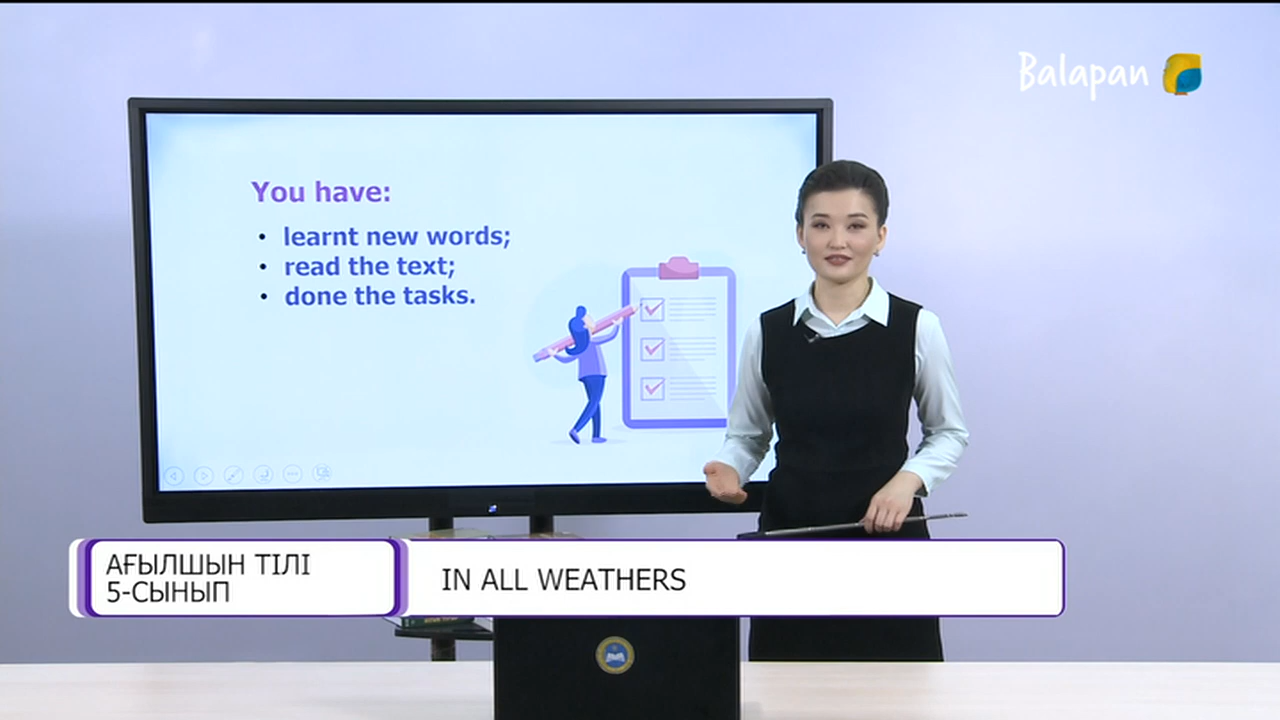 Balapan
You have:
• learnt new words;
• read the text;
• done the tasks.
АҒЫЛШЫН ТІЛІ
5-СЫНЫП
IN ALL WEATHERS